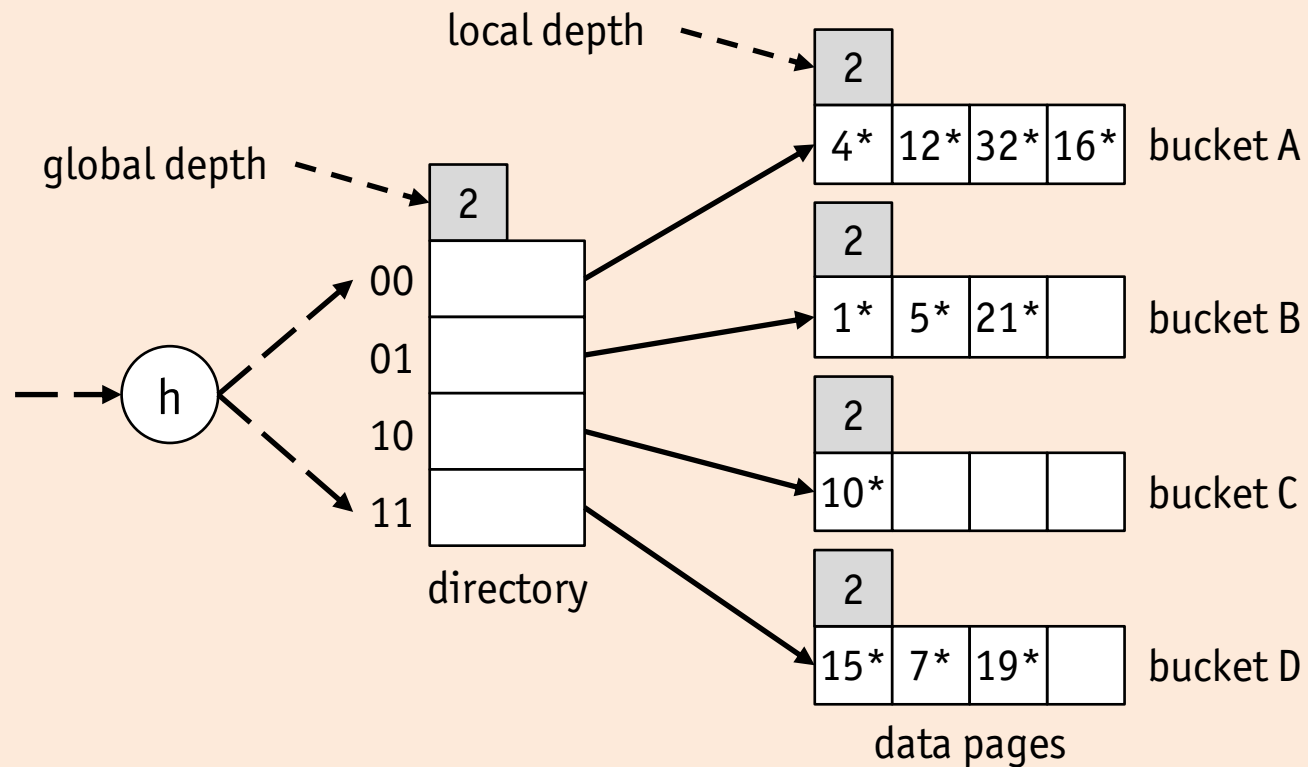 local depth
2
4* 12* 32* 16* bucket A
global depth
2
2
00
1* 5* 21* bucket B
01
h
2
10
10* bucket C
11
2
directory
15* 7* 19* bucket D
data pages